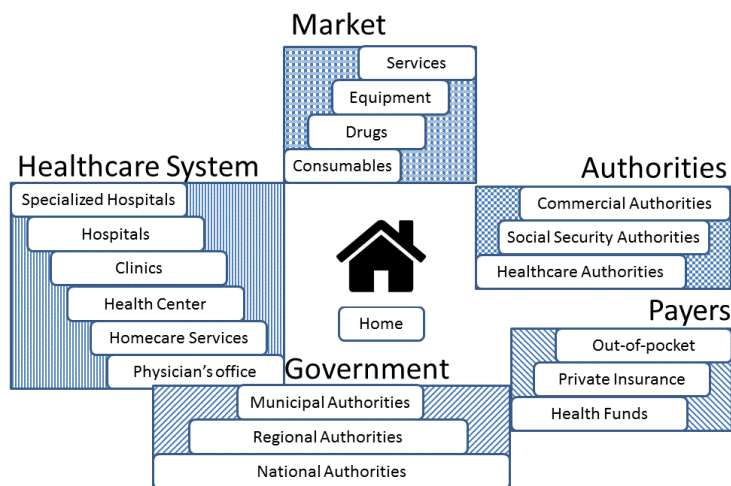 Market
Services
Equipment
Drugs
Consumables
Healthcare System
Specialized Hospitals
Hospitals
Clinics
Health Center
Homecare Services
Physician's office
Authorities
Commercial Authorities
Social Security Authorities
Healthcare Authorities
Home
Payers
Out-of-pocket
Private Insurance
Health Funds
Government
Municipal Authorities
Regional Authorities
National Authorities